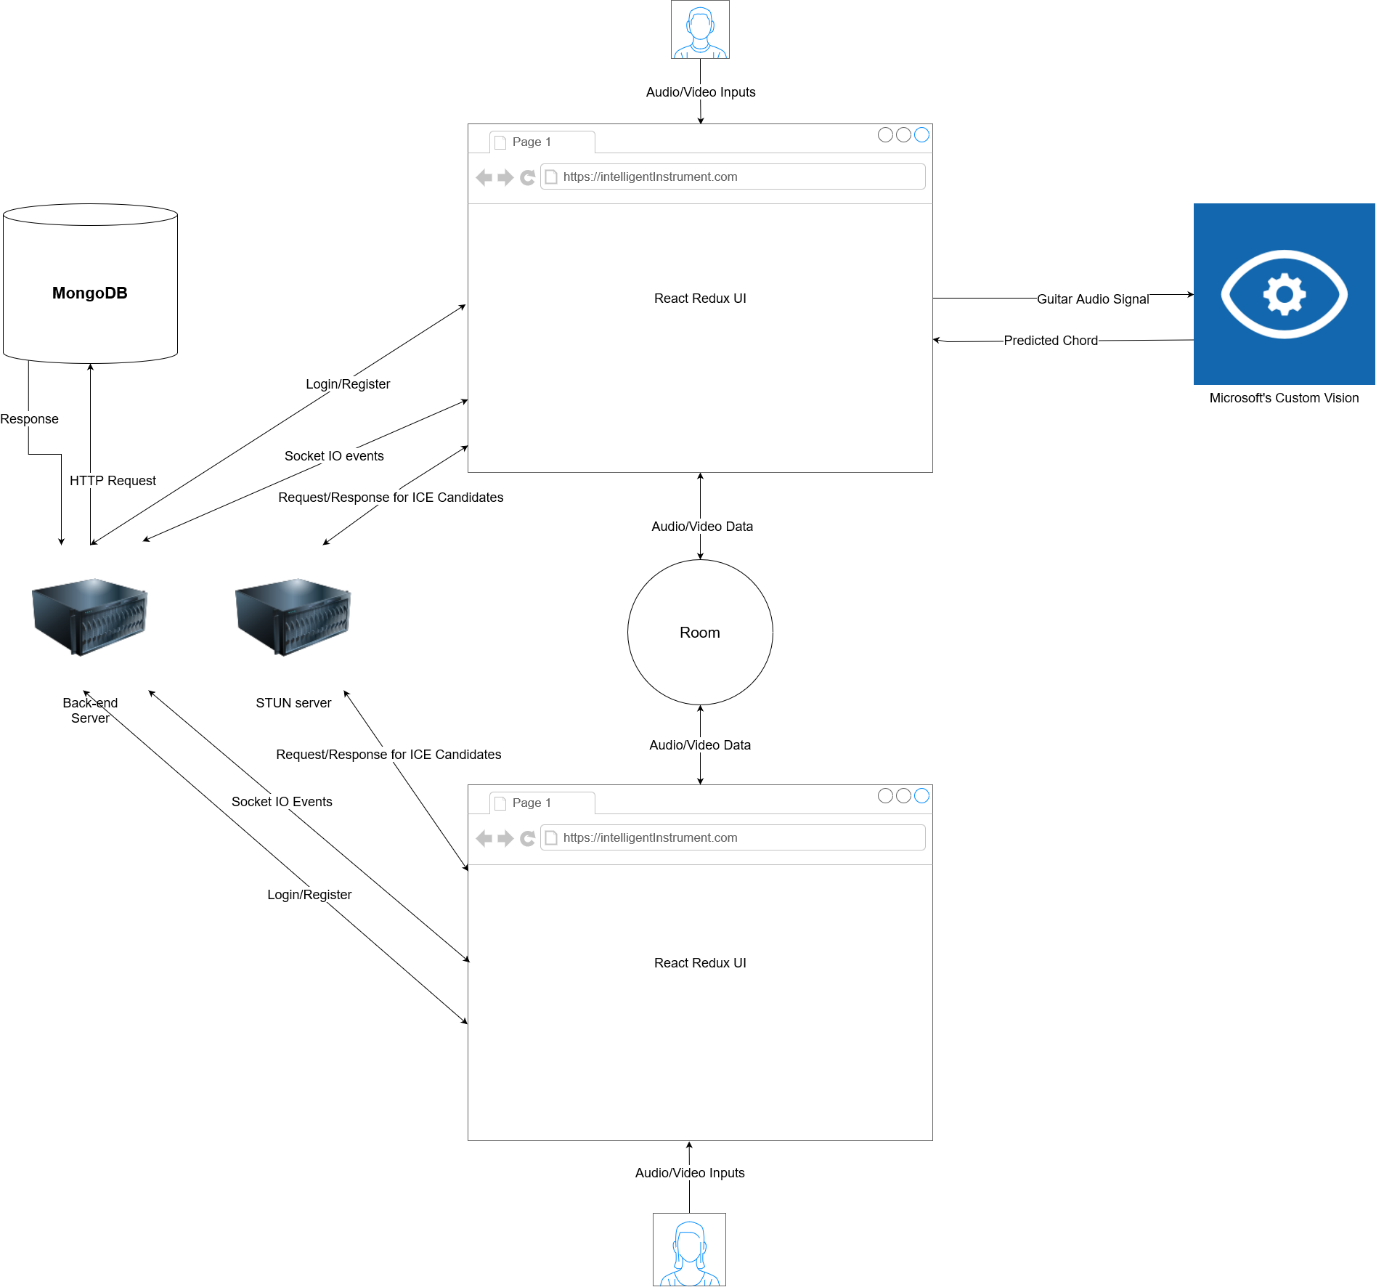 Audio/Video Inputs
Page 1
https://intelligentInstrument.com
MongoDB
React Redux UI
Guitar Audio Signal
Predicted Chord
Login/Register
Microsoft's Custom Vision
Response
Socket IO events
HTTP Request
Request/Response for ICE Candidates
Audio/Video Data
Room
Back-end
Server
STUN server
Audio/Video Data
Request/Response for ICE Candidates
Socket IO Events
Page 1
https://intelligentInstrument.com
Login/Register
React Redux UI
Audio/Video Inputs